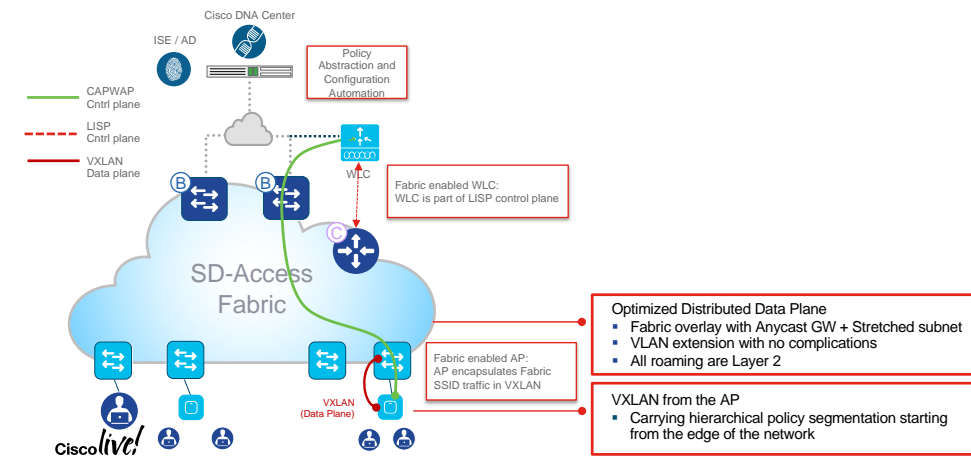 Cisco DNA Center
ISE / AD
Policy
Abstraction and
Configuration
Automation
CAPWAP
Cntrl plane
LISP
Cntrl plane
VXLAN
Data plane
WLC
B
B
C
Fabric enabled WLC:
WLC is part of LISP control plane
SD-Access
Fabric
Optimized Distributed Data Plane
▪ Fabric overlay with Anycast GW + Stretched subnet
▪ VLAN extension with no complications
▪ All roaming are Layer 2
Fabric enabled AP:
AP encapsulates Fabric
SSID traffic in VXLAN
VXLAN
(Data Plane)
VXLAN from the AP
▪ Carrying hierarchical policy segmentation starting
from the edge of the network
Cisco live!